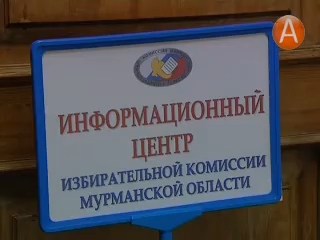 ИНФОРМАЦИОННЫЙ
ЦЕНТР
ИЗБИРАТЕЛЬНОЙ КОМИССИИ
МУРМАНСКОЙ ОБЛАСТИ
А